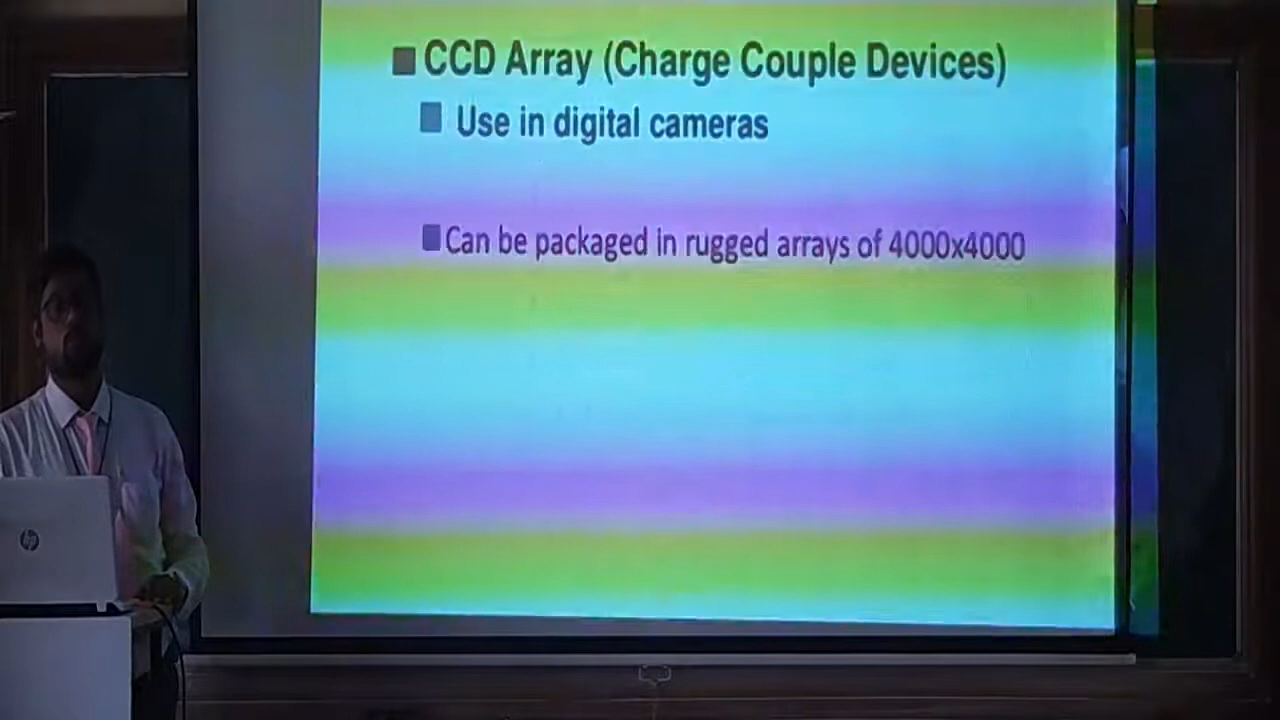 CCD Array (Charge Couple Devices)
Use in digital cameras
Can be packaged in rugged arrays of 4000x4000
hp